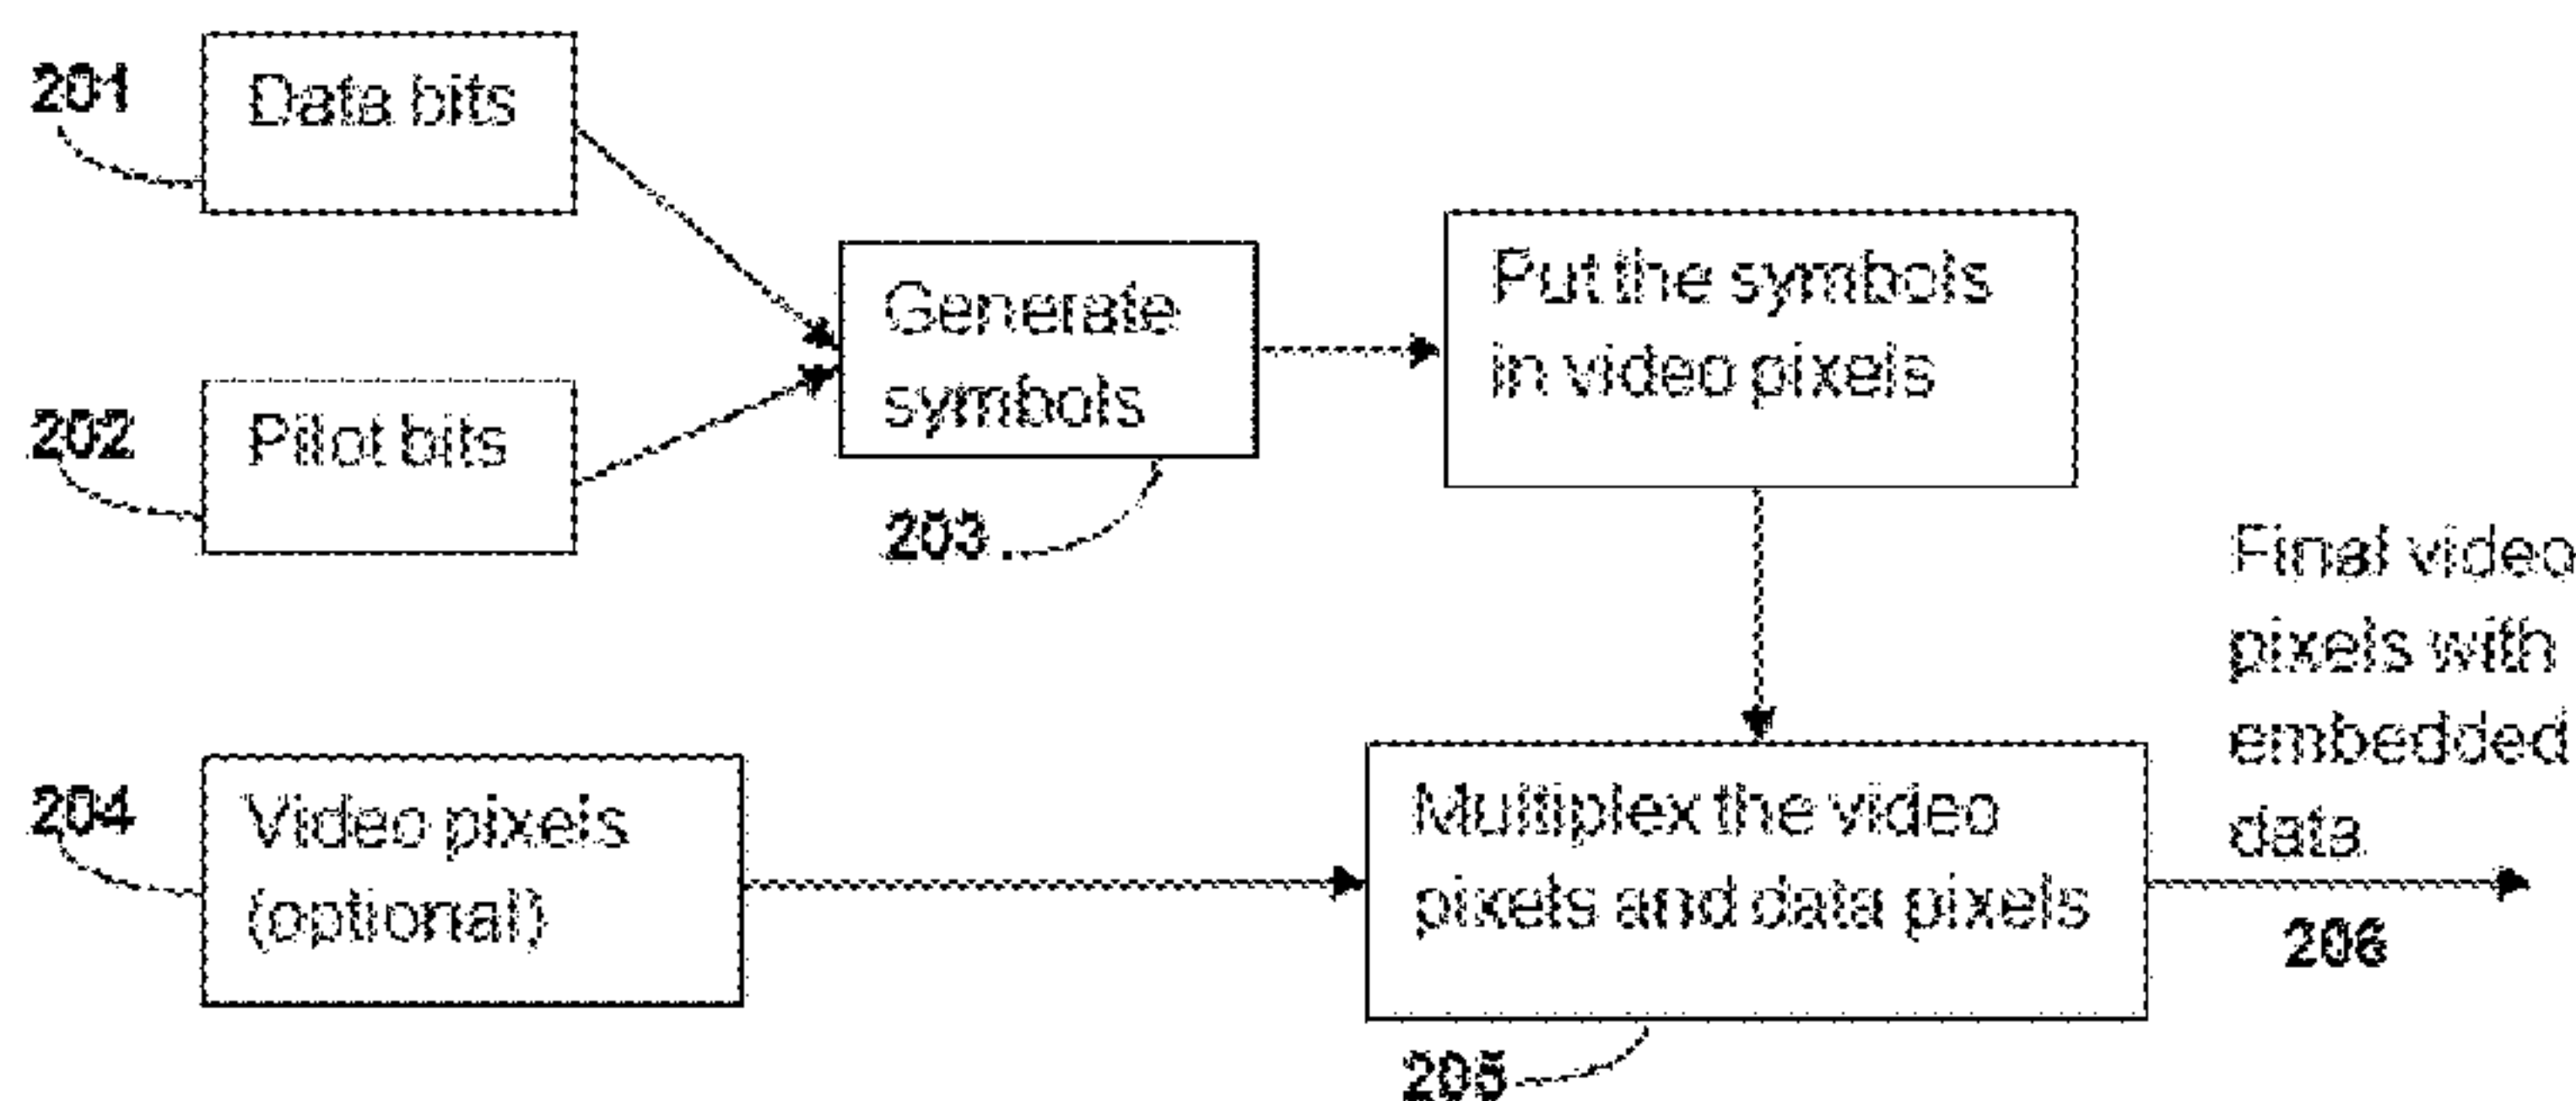 201
Data bits
202
Pilot bits
Generate
symbols
203
Put the symbols
in video pixels
204
Video pixels
(optional)
Multiplex the video
pixels and data pixels
205
Final video
pixels with
embedded
data
206